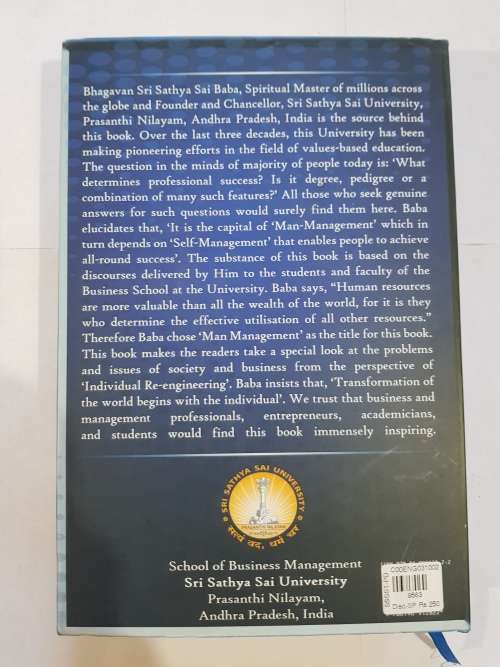 Bhagavan Sri Sathya Sai Baba, Spiritual Master of millions across
the globe and Founder and Chancellor, Sri Sathya Sai University,
Prasanthi Nilayam, Andhra Pradesh, India is the source behind
this book. Over the last three decades, this University has been
making pioneering efforts in the field of values-based education.
The question in the minds of majority of people today is: 'What
determines professional success? Is it degree, pedigree or a
combination of many such features?' All those who seek genuine
answers for such questions would surely find them here. Baba
elucidates that, 'It is the capital of 'Man-Management' which in
turn depends on 'Self-Management' that enables people to achieve
all-round success'. The substance of this book is based on the
discourses delivered by Him to the students and faculty of the
Business School at the University. Baba says, "Human resources
are more valuable than all the wealth of the world, for it is they
who determine the effective utilisation of all other resources."
Therefore Baba chose 'Man Management' as the title for this book.
This book makes the readers take a special look at the problems
and issues of society and business from the perspective of
'Individual Re-engineering'. Baba insists that, 'Transformation of
the world begins with the individual'. We trust that business and
management professionals, entrepreneurs, academicians,
and students would find this book immensely inspiring.
SRI SATHYA SAI UNIVERSITY
PRASANTHI NILAYAM
सत्यं वद, धर्मं चर
School of Business Management
Sri Sathya Sai University
Prasanthi Nilayam,
Andhra Pradesh, India
C00ENG031002
9563
Disc-MP Rs.250